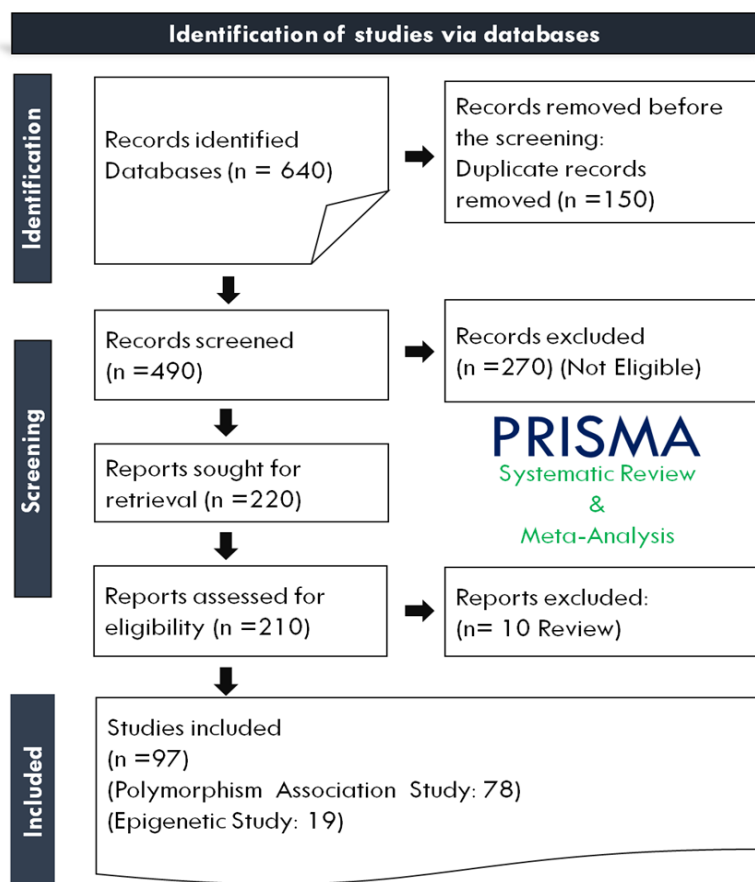 Identification of studies via databases
Identification
Records identified
Databases (n = 640)
Records removed before
the screening:
Duplicate records
removed (n =150)
Screening
Records screened
(n =490)
Records excluded
(n =270) (Not Eligible)
Reports sought for
retrieval (n =220)
PRISMA
Systematic Review
&
Meta-Analysis
Reports assessed for
eligibility (n =210)
Reports excluded:
(n= 10 Review)
Included
Studies included
(n =97)
(Polymorphism Association Study: 78)
(Epigenetic Study: 19)